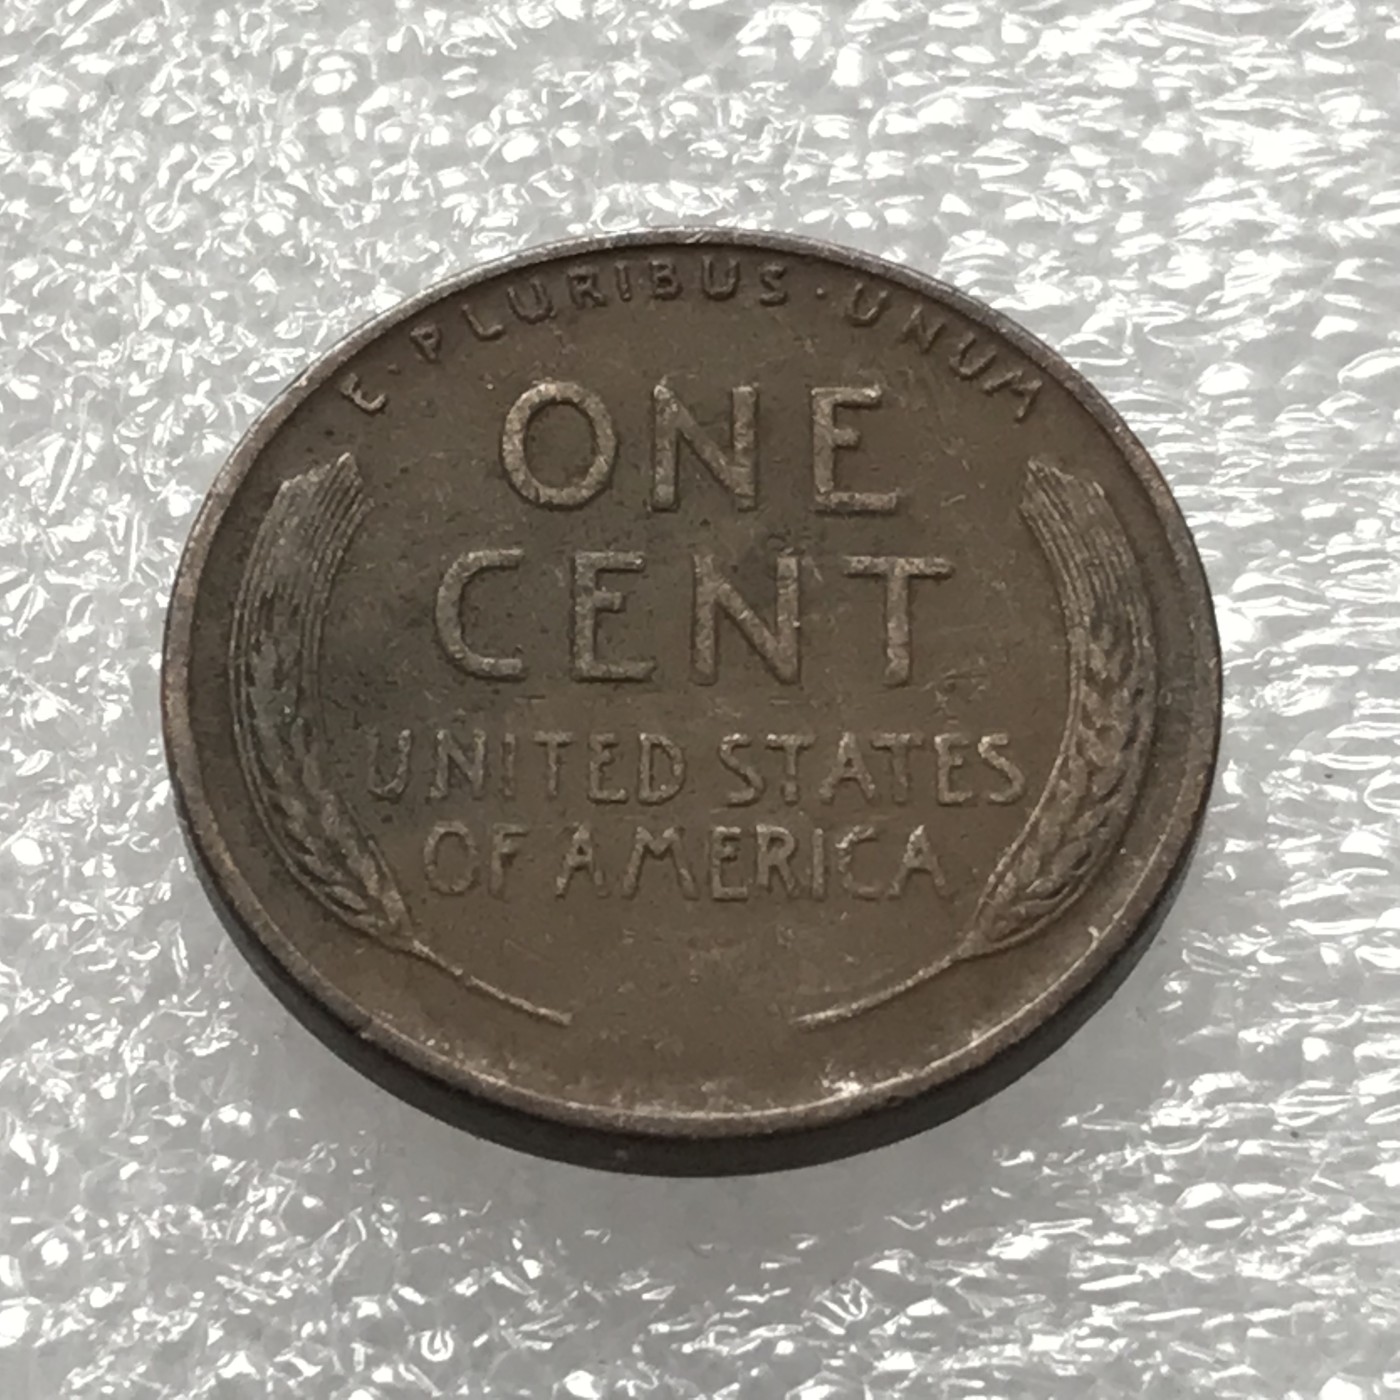 E·PLURIBUS·UNUM
ONE
CENT
UNITED STATES
OF AMERICA